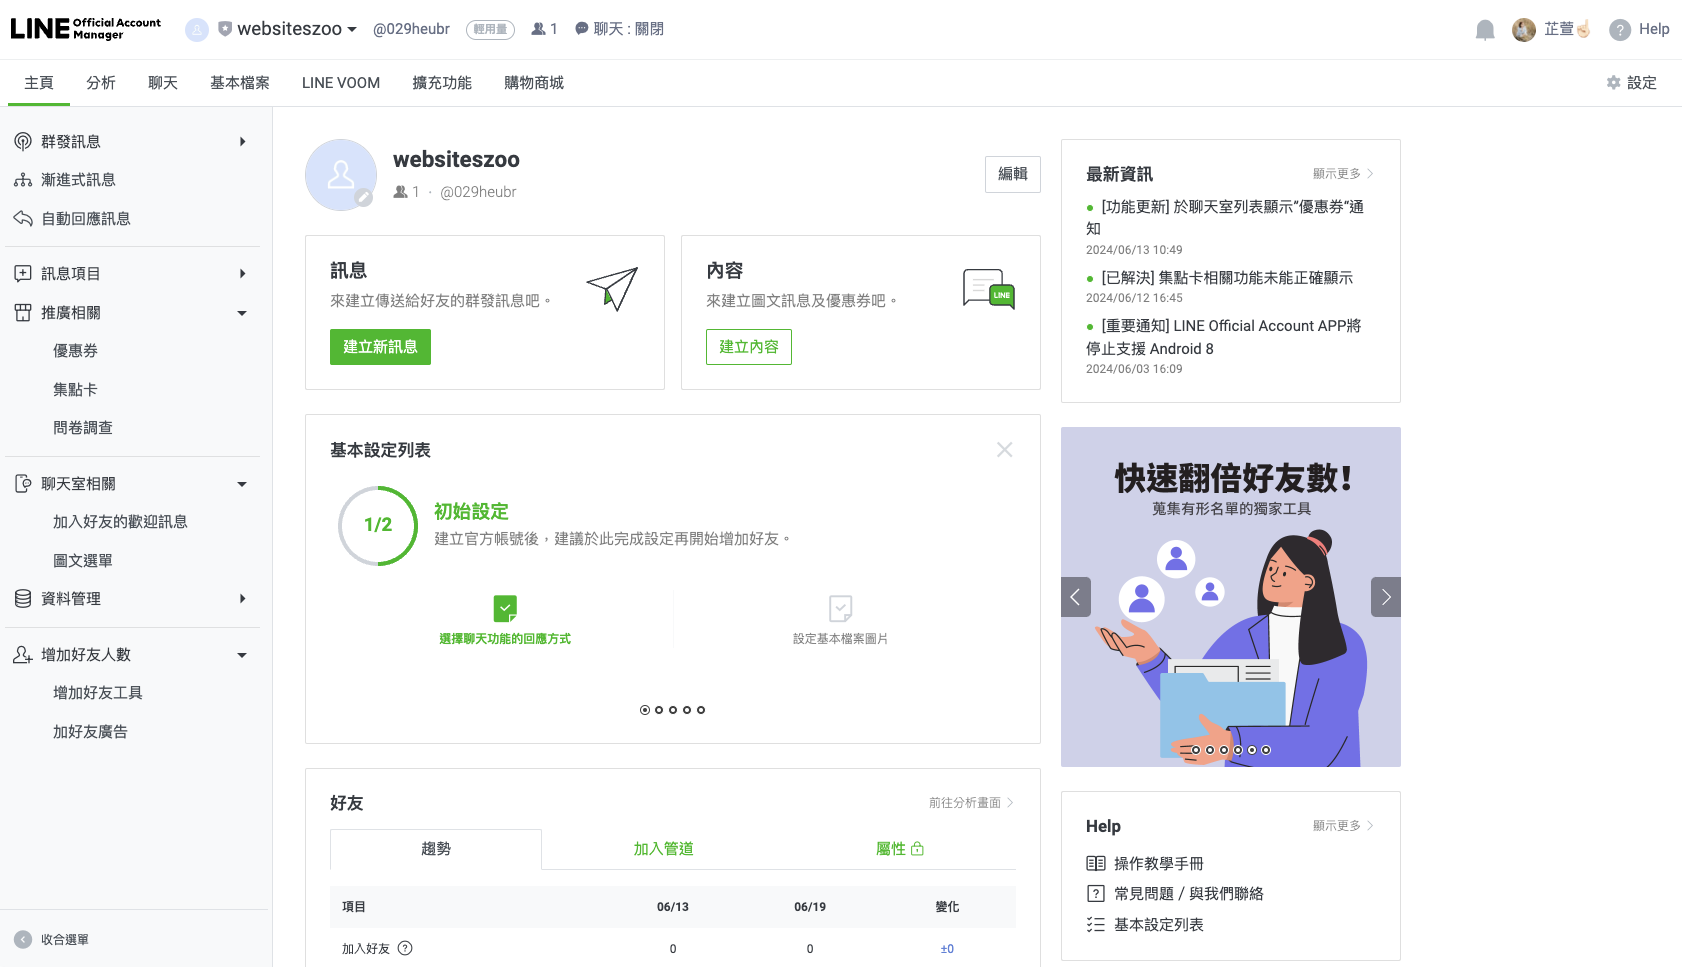 LINE Official Account Manager
websiteszoo
@029heubr
輕用量
1
聊天 : 關閉
芷萱☝🏻
? Help
主頁
分析
聊天
基本檔案
LINE VOOM
擴充功能
購物商城
設定
群發訊息
漸進式訊息
自動回應訊息
訊息項目
推廣相關
優惠券
集點卡
問卷調查
聊天室相關
加入好友的歡迎訊息
圖文選單
資料管理
增加好友人數
增加好友工具
加好友廣告
收合選單
websiteszoo
1 · @029heubr
編輯
訊息
來建立傳送給好友的群發訊息吧。
建立新訊息
內容
來建立圖文訊息及優惠券吧。
LINE
建立內容
基本設定列表
1/2
初始設定
建立官方帳號後，建議於此完成設定再開始增加好友。
選擇聊天功能的回應方式
設定基本檔案圖片
好友
前往分析畫面
趨勢
加入管道
屬性
項目 06/13 06/19 變化
加入好友 ? 0 0 ±0
最新資訊
顯示更多
[功能更新] 於聊天室列表顯示”優惠券“通
知
2024/06/13 10:49
[已解決] 集點卡相關功能未能正確顯示
2024/06/12 16:45
[重要通知] LINE Official Account APP將
停止支援 Android 8
2024/06/03 16:09
快速翻倍好友數!
蒐集有形名單的獨家工具
Help
顯示更多
操作教學手冊
? 常見問題 / 與我們聯絡
基本設定列表